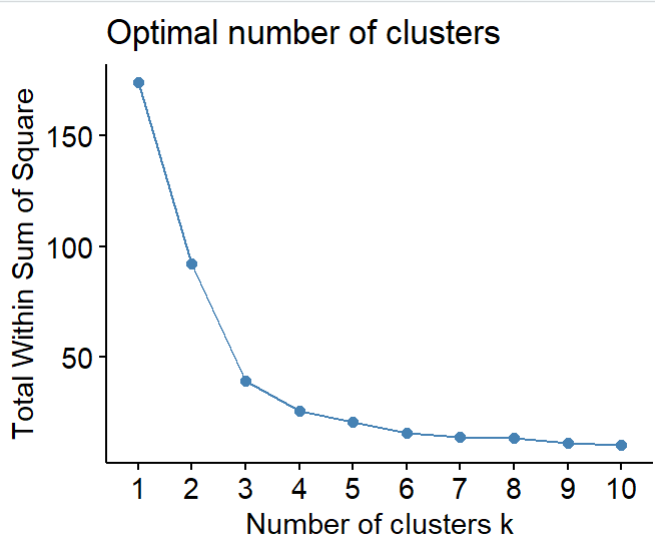 Optimal number of clusters
Total Within Sum of Square
150
100
50
1 2 3 4 5 6 7 8 9 10
Number of clusters k